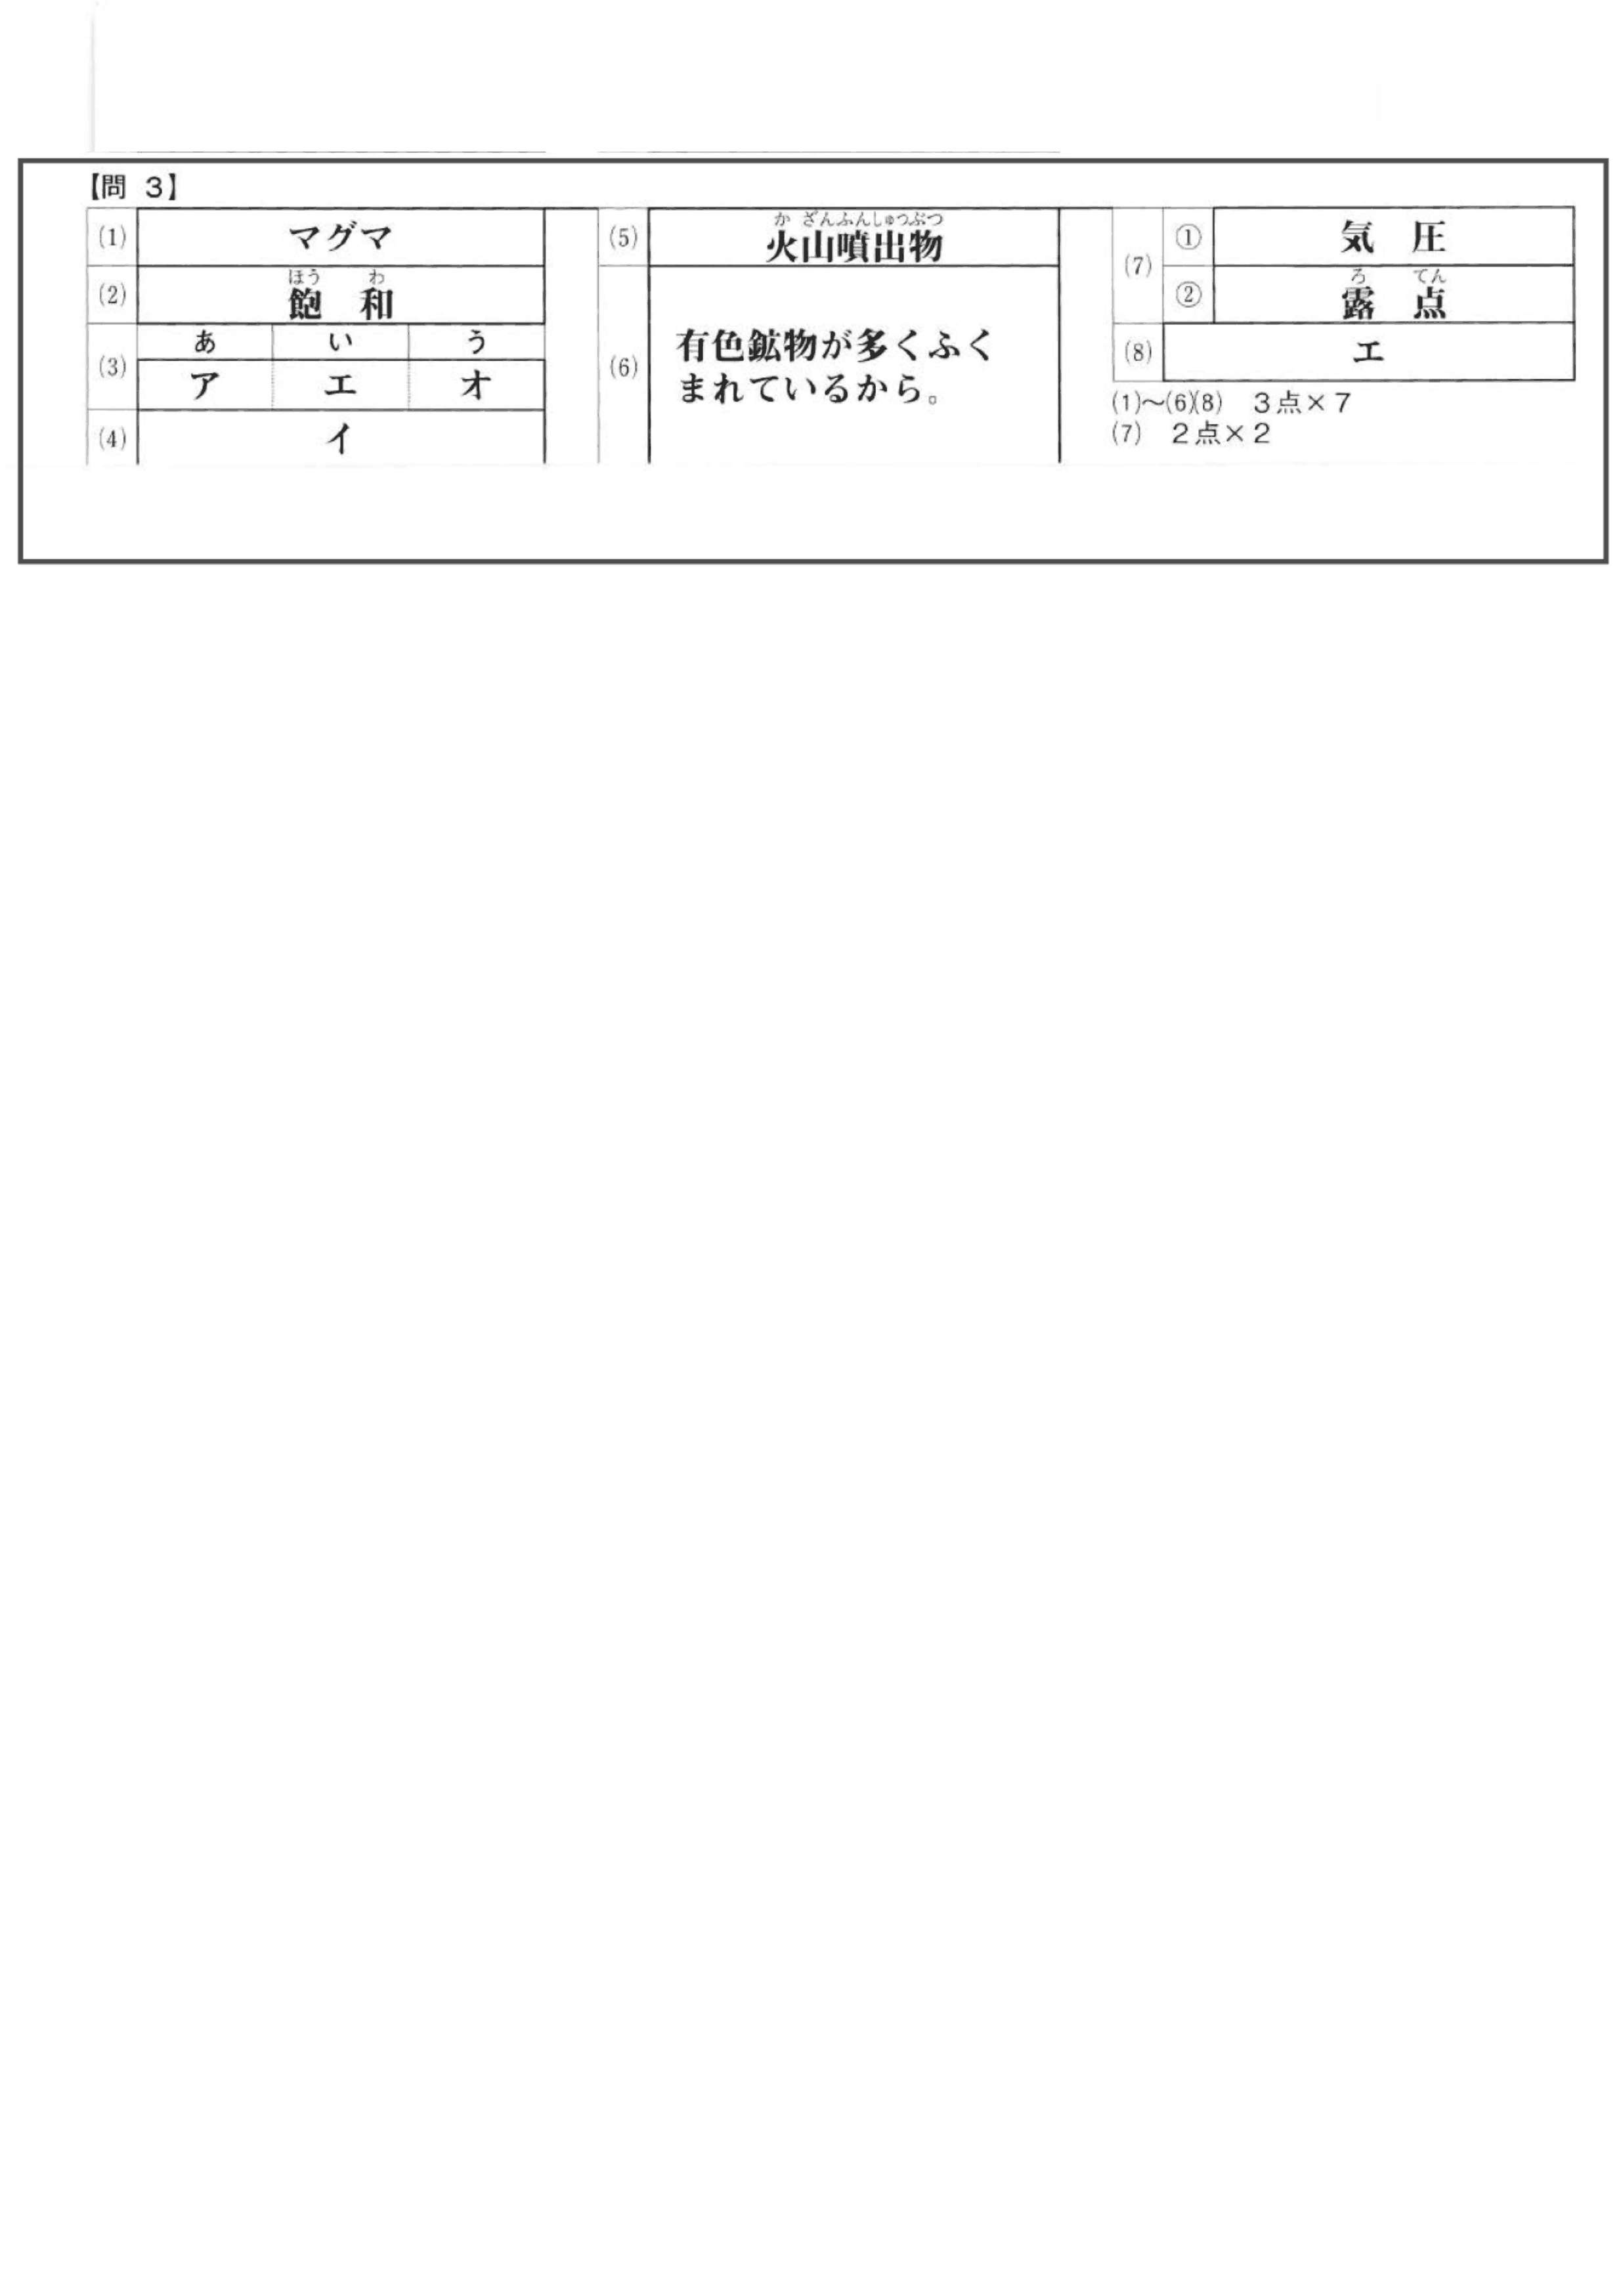 【問 3】
(1) マグマ
(2) 飽和
ほう わ
(3) あ い う
ア エ オ
(4) イ
(5) 火山噴出物
か ざんふんしゅつぶつ
(6) 有色鉱物が多くふく
まれているから。
(7) ① 気圧
② 露点
ろ てん
(8) エ
(1)〜(6)(8) 3点×7
(7) 2点×2